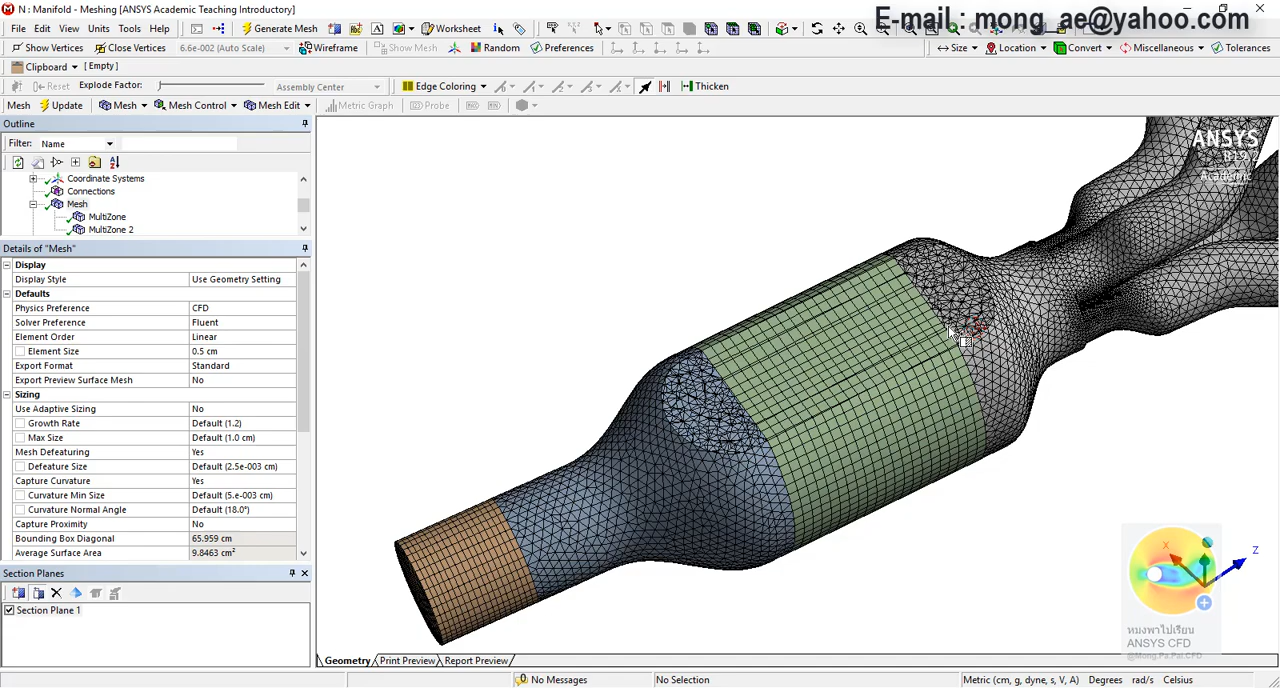 N : Manifold - Meshing [ANSYS Academic Teaching Introductory]
E-mail : mong_ae@yahoo.com
File Edit View Units Tools Help Generate Mesh Worksheet
Show Vertices Close Vertices 6.6e-002 (Auto Scale) Wireframe Show Mesh Random Preferences Size Location Convert Miscellaneous Tolerances
Clipboard [ Empty ]
Reset Explode Factor: Assembly Center Edge Coloring Thicken
Mesh Update Mesh Mesh Control Mesh Edit Metric Graph Probe
Outline
Filter: Name
Coordinate Systems
Connections
Mesh
MultiZone
MultiZone 2
Details of "Mesh"
Display
Display Style Use Geometry Setting
Defaults
Physics Preference CFD
Solver Preference Fluent
Element Order Linear
Element Size 0.5 cm
Export Format Standard
Export Preview Surface Mesh No
Sizing
Use Adaptive Sizing No
Growth Rate Default (1.2)
Max Size Default (1.0 cm)
Mesh Defeaturing Yes
Defeature Size Default (2.5e-003 cm)
Capture Curvature Yes
Curvature Min Size Default (5.e-003 cm)
Curvature Normal Angle Default (18.0°)
Capture Proximity No
Bounding Box Diagonal 65.959 cm
Average Surface Area 9.8463 cm²
Section Planes
Section Plane 1
ANSYS
Academic
X
Z
หมงพาไปเรียน
ANSYS CFD
@Mong.Pa.Pai.CFD
Geometry Print Preview Report Preview
No Messages No Selection Metric (cm, g, dyne, s, V, A) Degrees rad/s Celsius